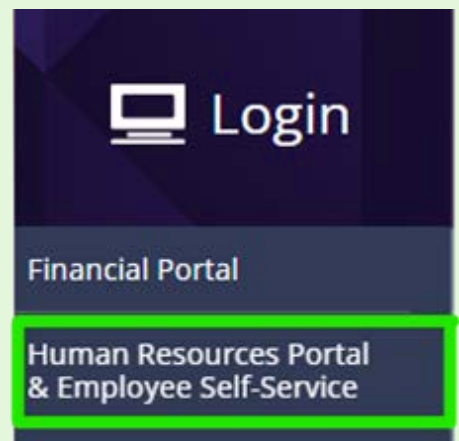 Login
Financial Portal
Human Resources Portal
& Employee Self-Service